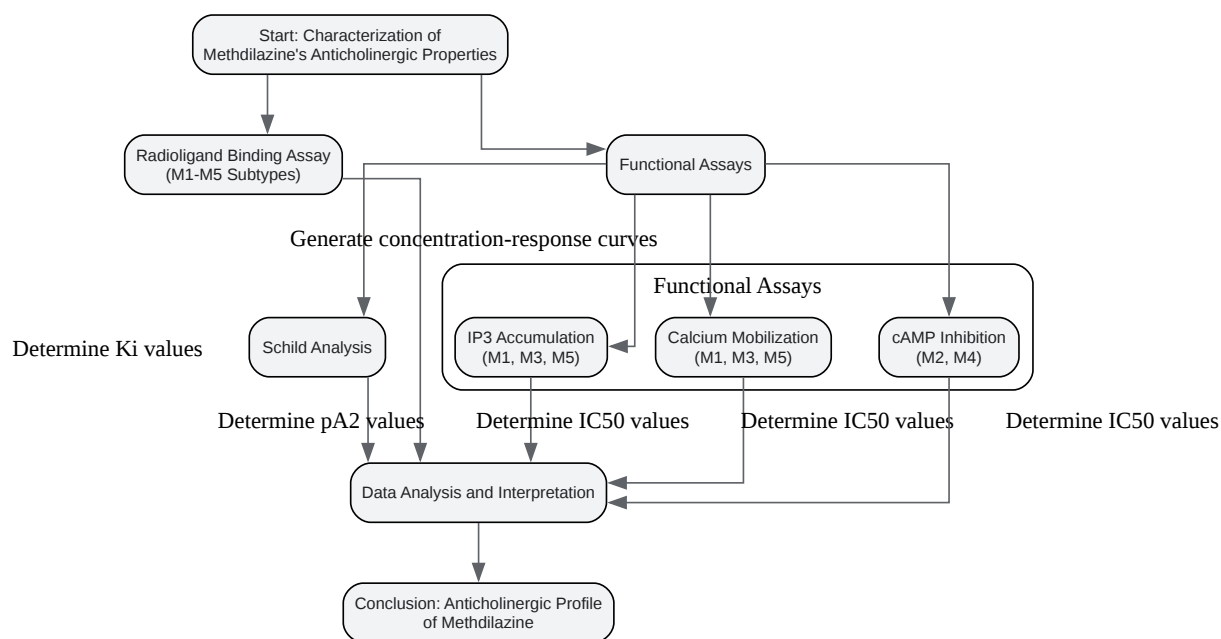 Start: Characterization of
Methdilazine's Anticholinergic Properties
Radioligand Binding Assay
(M1-M5 Subtypes)
Functional Assays
Generate concentration-response curves
Functional Assays
Determine Ki values
Schild Analysis
IP3 Accumulation
(M1, M3, M5)
Calcium Mobilization
(M1, M3, M5)
cAMP Inhibition
(M2, M4)
Determine pA2 values
Determine IC50 values
Determine IC50 values
Determine IC50 values
Data Analysis and Interpretation
Conclusion: Anticholinergic Profile
of Methdilazine